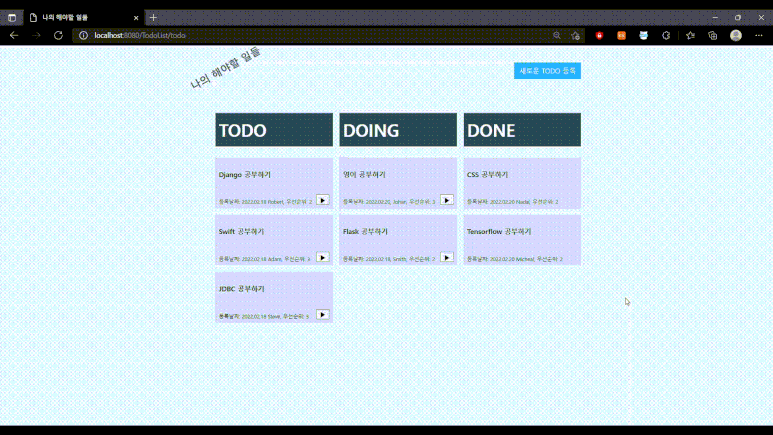 나의 해야할 일들
localhost:8080/TodoList/todo
나의 해야할 일들
새로운 TODO 등록
TODO
DOING
DONE
Django 공부하기
등록날짜: 2022.02.18 Robert, 우선순위: 2
영어 공부하기
등록날짜: 2022.02.20, 우선순위: 3
CSS 공부하기
등록날짜: 2022.02.20 Nadal, 우선순위: 2
Swift 공부하기
등록날짜: 2022.02.18 Adam, 우선순위:
Flask 공부하기
등록날짜: 2022.02.18, Smith, 우선순위: 2
Tensorflow 공부하기
등록날짜: 2022.02.20 Micheal, 우선순위: 2
JDBC 공부하기
등록날짜: 2022.02.18 Steve, 우선순위: 3